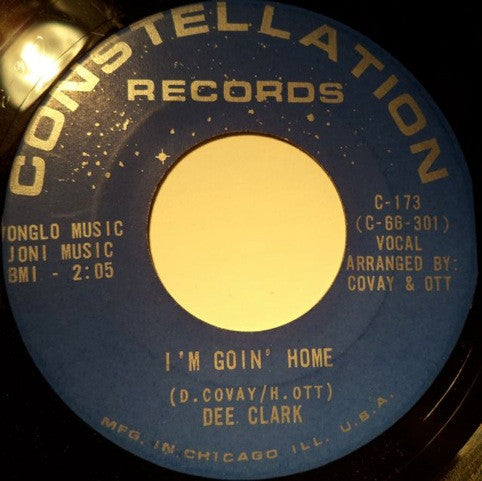 CONSTELLATION
RECORDS
YONGLO MUSIC
JONI MUSIC
BMI - 2:05
C-173
(C-66-301)
VOCAL
ARRANGED BY:
COVAY & OTT
I'M GOIN' HOME
(D.COVAY/H.OTT)
DEE CLARK
MFG. IN CHICAGO ILL. U.S.A.